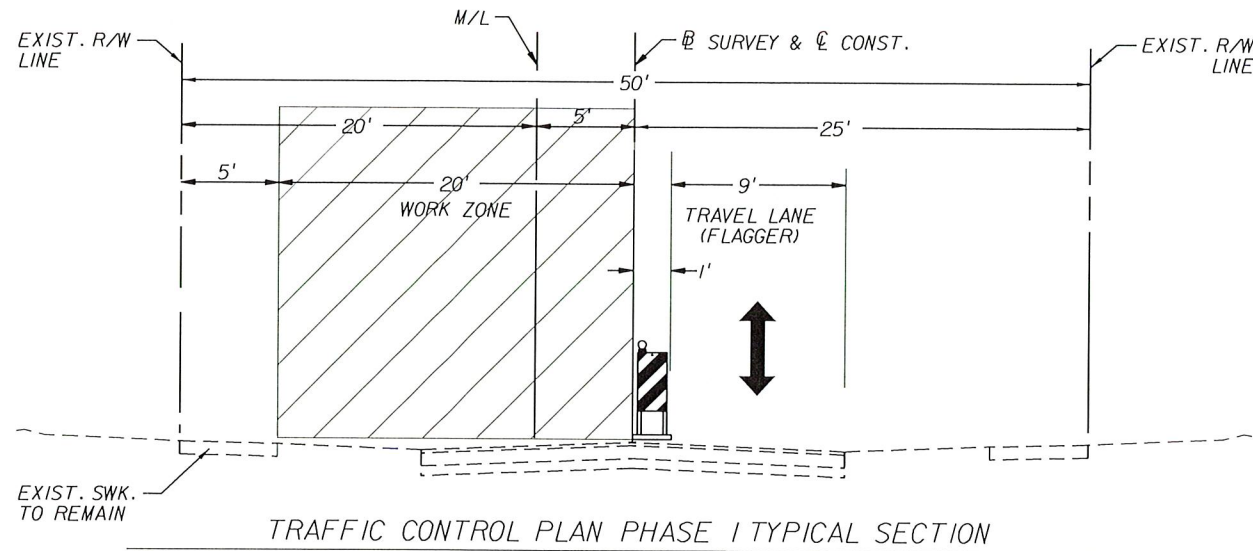 M/L
EXIST. R/W
LINE
℄ SURVEY & ℄ CONST.
EXIST. R/W
LINE
50'
20'
5'
25'
5'
20'
WORK ZONE
9'
TRAVEL LANE
(FLAGGER)
1'
EXIST. SWK.
TO REMAIN
TRAFFIC CONTROL PLAN PHASE I TYPICAL SECTION